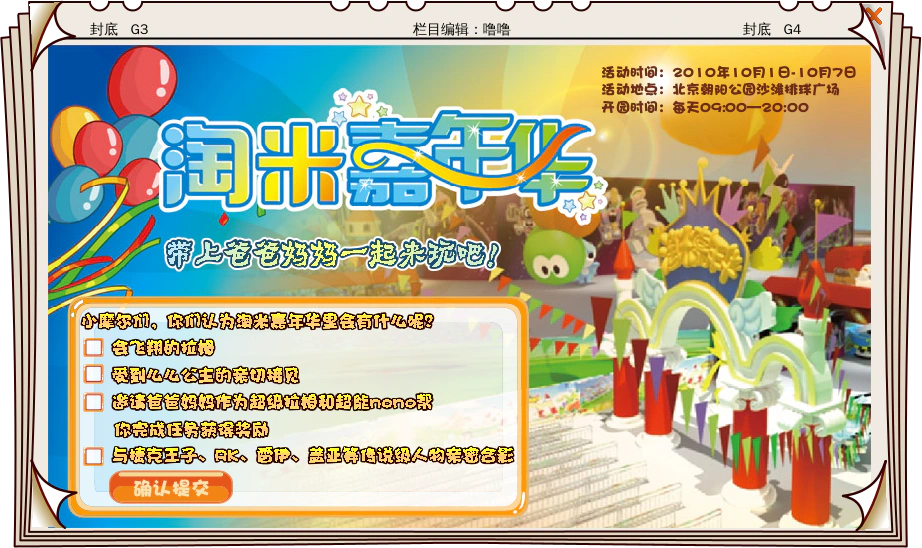 封底 G3
栏目编辑：噜噜
封底 G4
活动时间：2010年10月1日-10月7日
活动地点：北京朝阳公园沙滩排球广场
开园时间：每天09:00—20:00
淘米嘉年华
带上爸爸妈妈一起来玩吧！
小摩尔们，你们认为淘米嘉年华里会有什么呢？
会飞翔的拉姆
受到么么公主的亲切接见
邀请爸爸妈妈作为超级拉姆和超能nono帮
你完成任务获得奖励
与捷克王子、RK、雷伊、盖亚等传说级人物亲密合影
确认提交